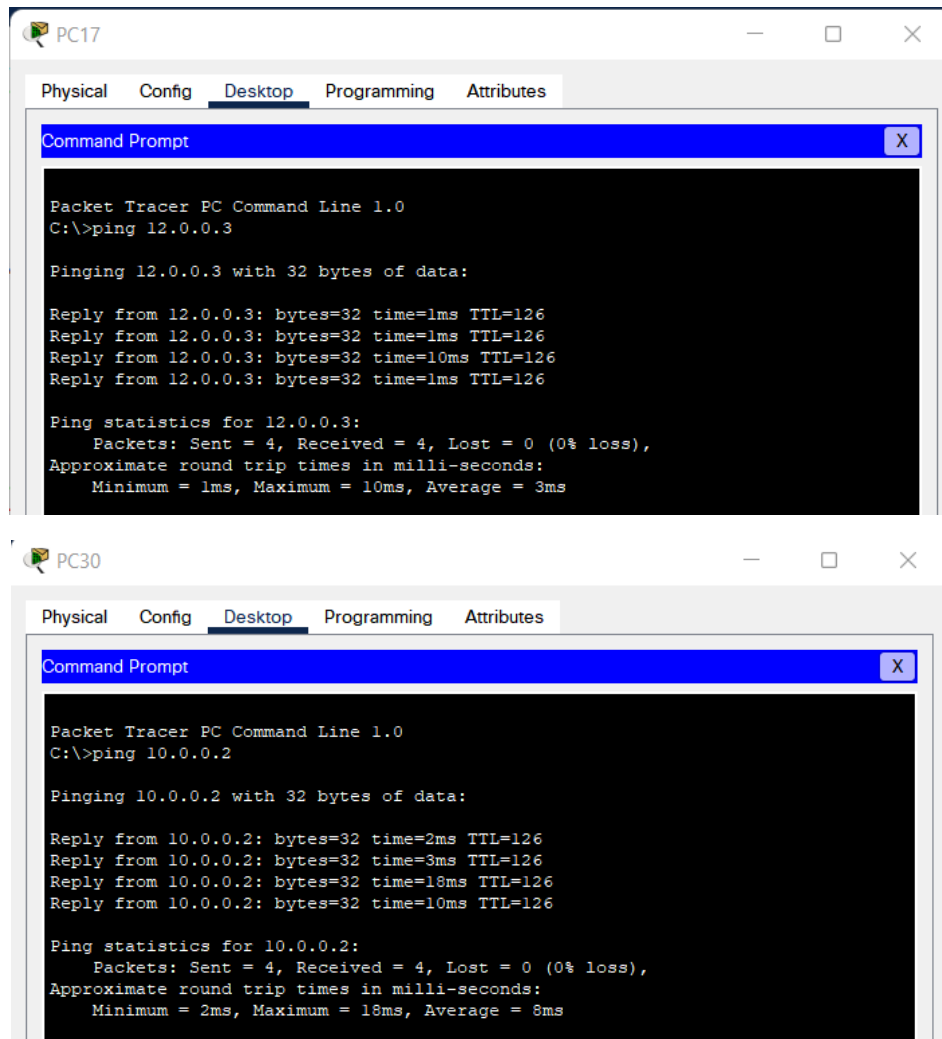 PC17
Physical Config Desktop Programming Attributes
Command Prompt X
Packet Tracer PC Command Line 1.0
C:\>ping 12.0.0.3
Pinging 12.0.0.3 with 32 bytes of data:
Reply from 12.0.0.3: bytes=32 time=1ms TTL=126
Reply from 12.0.0.3: bytes=32 time=1ms TTL=126
Reply from 12.0.0.3: bytes=32 time=10ms TTL=126
Reply from 12.0.0.3: bytes=32 time=1ms TTL=126
Ping statistics for 12.0.0.3:
Packets: Sent = 4, Received = 4, Lost = 0 (0% loss),
Approximate round trip times in milli-seconds:
Minimum = 1ms, Maximum = 10ms, Average = 3ms
PC30
Physical Config Desktop Programming Attributes
Command Prompt X
Packet Tracer PC Command Line 1.0
C:\>ping 10.0.0.2
Pinging 10.0.0.2 with 32 bytes of data:
Reply from 10.0.0.2: bytes=32 time=2ms TTL=126
Reply from 10.0.0.2: bytes=32 time=3ms TTL=126
Reply from 10.0.0.2: bytes=32 time=18ms TTL=126
Reply from 10.0.0.2: bytes=32 time=10ms TTL=126
Ping statistics for 10.0.0.2:
Packets: Sent = 4, Received = 4, Lost = 0 (0% loss),
Approximate round trip times in milli-seconds:
Minimum = 2ms, Maximum = 18ms, Average = 8ms